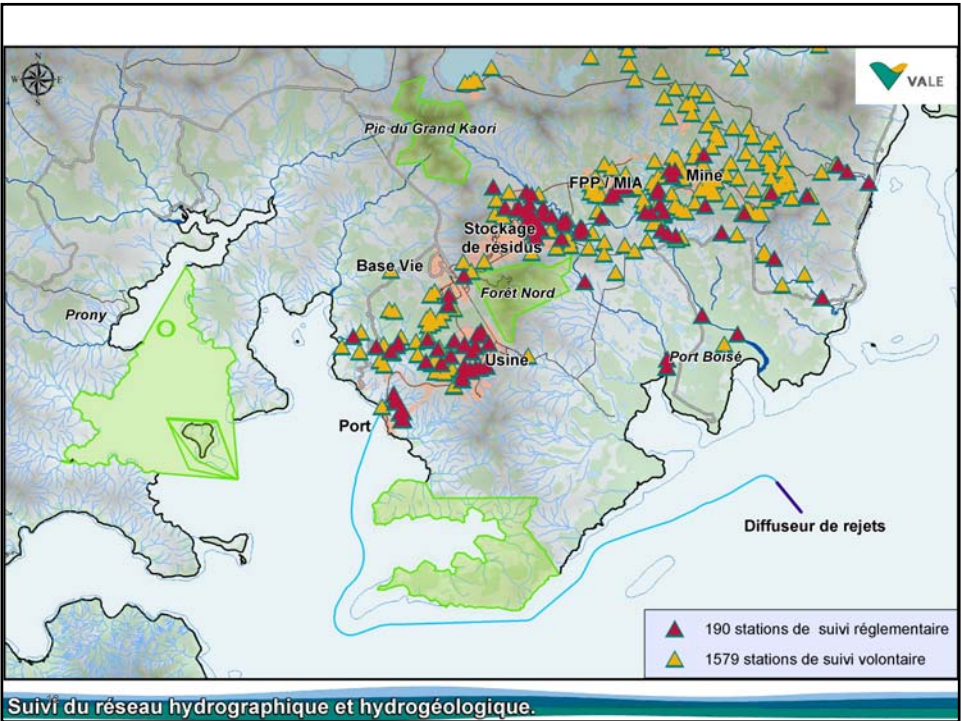 N
W
E
S
VALE
Pic du Grand Kaori
FPP / MIA
Mine
Stockage
de résidus
Base Vie
Forêt Nord
Prony
Usine
Port Boisé
Port
Diffuseur de rejets
190 stations de suivi réglementaire
1579 stations de suivi volontaire
Suivi du réseau hydrographique et hydrogéologique.